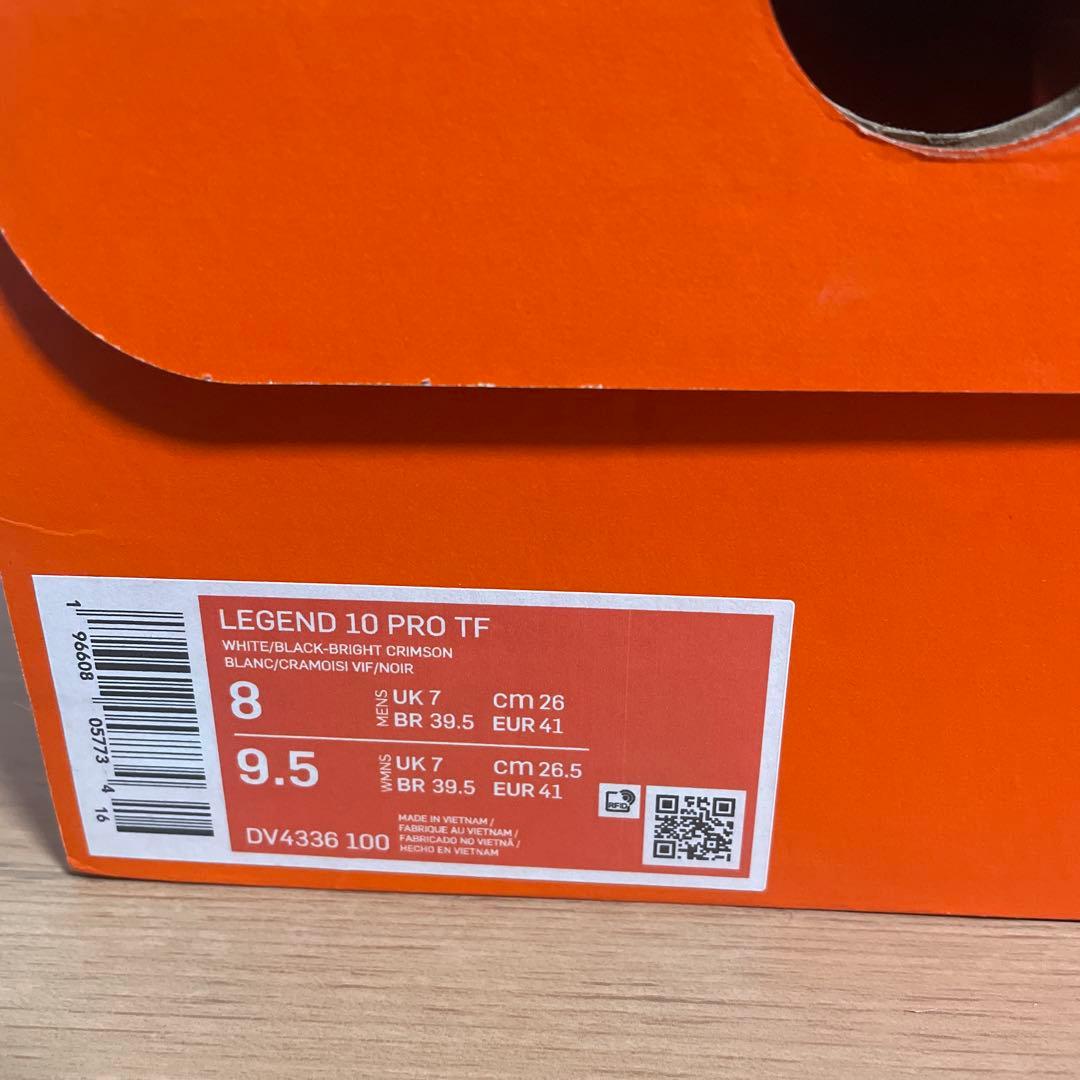 LEGEND 10 PRO TF
WHITE/BLACK-BRIGHT CRIMSON
BLANC/CRAMOISI VIF/NOIR
8 MENS UK 7 cm 26
BR 39.5 EUR 41
9.5 WMNS UK 7 cm 26.5
BR 39.5 EUR 41
DV4336 100
MADE IN VIETNAM /
FABRIQUE AU VIETNAM /
FABRICADO NO VIETNÃ /
HECHO EN VIETNAM
RFID
1 96608 05773 4 16